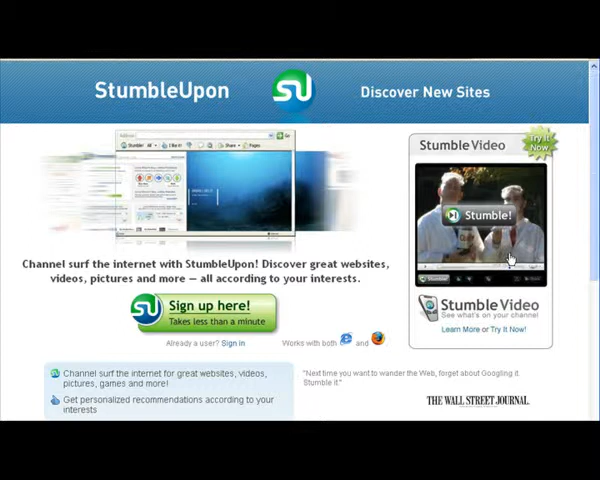 StumbleUpon
SU
Discover New Sites
Stumble Video
Try It
Now
Stumble!
Channel surf the internet with StumbleUpon! Discover great websites,
videos, pictures and more — all according to your interests.
Sign up here!
Takes less than a minute
Already a user? Sign in
Works with both
and
Stumble Video
See what's on your channel
Learn More or Try It Now!
Channel surf the internet for great websites, videos,
pictures, games and more!
Get personalized recommendations according to your
interests
"Next time you want to wander the Web, forget about Googling it.
Stumble it."
THE WALL STREET JOURNAL.